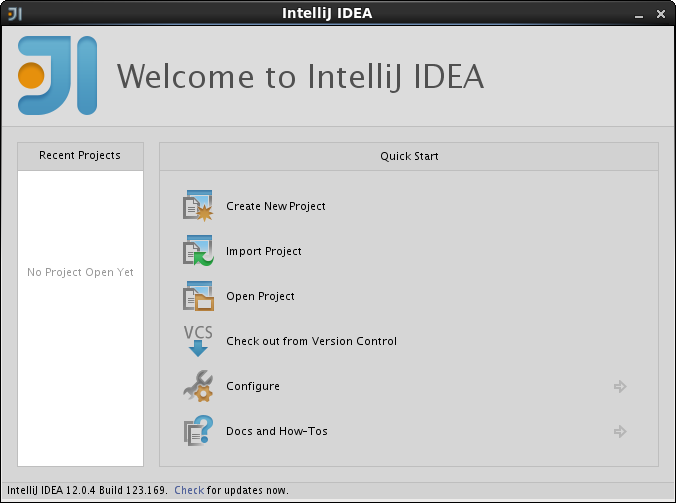 IntelliJ IDEA
Welcome to IntelliJ IDEA
Recent Projects
No Project Open Yet
Quick Start
Create New Project
Import Project
Open Project
VCS
Check out from Version Control
Configure
Docs and How-Tos
IntelliJ IDEA 12.0.4 Build 123.169. Check for updates now.